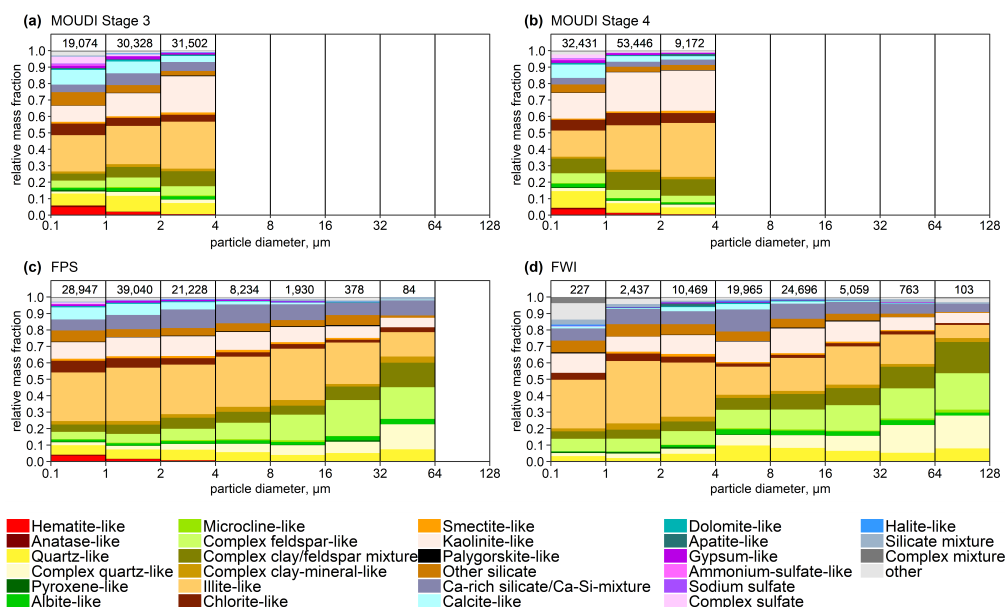 (a) MOUDI Stage 3
19,074 30,328 31,502
1.0
0.9
0.8
0.7
0.6
0.5
0.4
0.3
0.2
0.1
0.0
relative mass fraction
0.1 1 2 4 8 16 32 64 128
particle diameter, µm
(b) MOUDI Stage 4
32,431 53,446 9,172
1.0
0.9
0.8
0.7
0.6
0.5
0.4
0.3
0.2
0.1
0.0
relative mass fraction
0.1 1 2 4 8 16 32 64 128
particle diameter, µm
(c) FPS
28,947 39,040 21,228 8,234 1,930 378 84
1.0
0.9
0.8
0.7
0.6
0.5
0.4
0.3
0.2
0.1
0.0
relative mass fraction
0.1 1 2 4 8 16 32 64 128
particle diameter, µm
(d) FWI
227 2,437 10,469 19,965 24,696 5,059 763 103
1.0
0.9
0.8
0.7
0.6
0.5
0.4
0.3
0.2
0.1
0.0
relative mass fraction
0.1 1 2 4 8 16 32 64 128
particle diameter, µm
Hematite-like
Anatase-like
Quartz-like
Complex quartz-like
Pyroxene-like
Albite-like
Microcline-like
Complex feldspar-like
Complex clay/feldspar mixture
Complex clay-mineral-like
Illite-like
Chlorite-like
Smectite-like
Kaolinite-like
Palygorskite-like
Other silicate
Ca-rich silicate/Ca-Si-mixture
Calcite-like
Dolomite-like
Apatite-like
Gypsum-like
Ammonium-sulfate-like
Sodium sulfate
Complex sulfate
Halite-like
Silicate mixture
Complex mixture
other